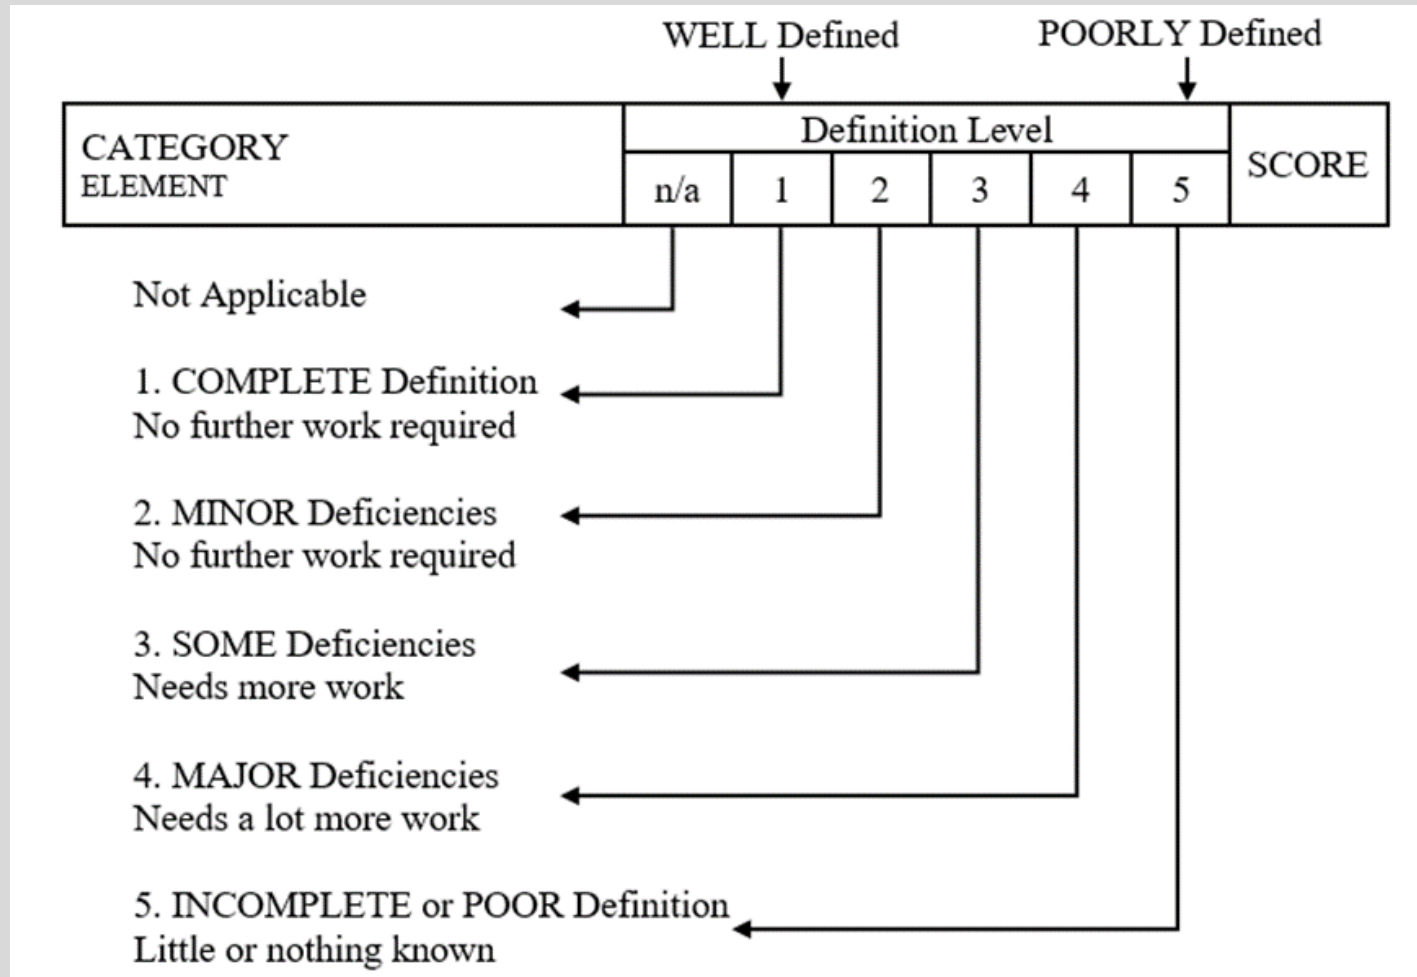 WELL Defined
POORLY Defined
CATEGORY
ELEMENT
Definition Level
n/a
1
2
3
4
5
SCORE
Not Applicable
1. COMPLETE Definition
No further work required
2. MINOR Deficiencies
No further work required
3. SOME Deficiencies
Needs more work
4. MAJOR Deficiencies
Needs a lot more work
5. INCOMPLETE or POOR Definition
Little or nothing known